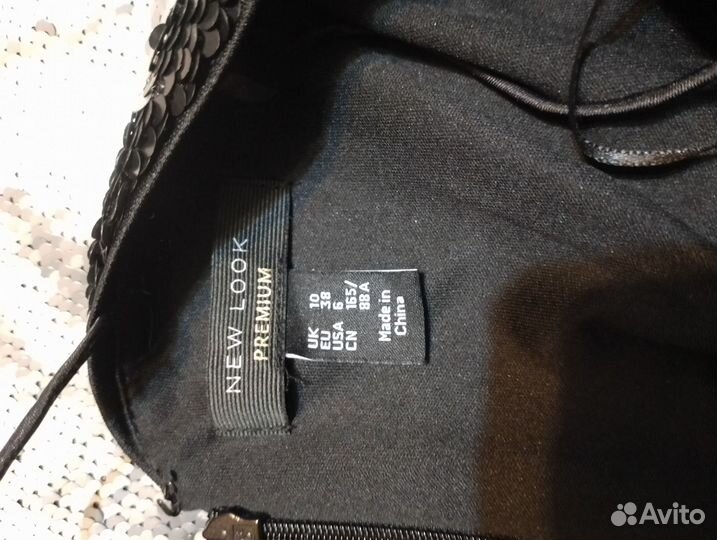 NEW LOOK
PREMIUM
UK 10
EU 38
USA 6
CN 165/
88A
Made in
China
Avito